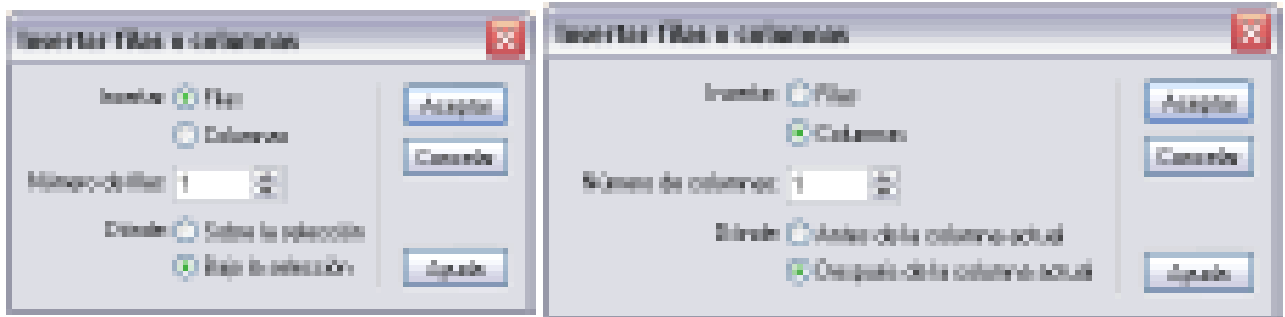 Insertar filas o columnas
Insertar: Filas
Columnas
Número de filas: 1
Dónde: Sobre la selección
Bajo la selección
Aceptar
Cancelar
Ayuda
Insertar filas o columnas
Insertar: Filas
Columnas
Número de columnas: 1
Dónde: Antes de la columna actual
Después de la columna actual
Aceptar
Cancelar
Ayuda